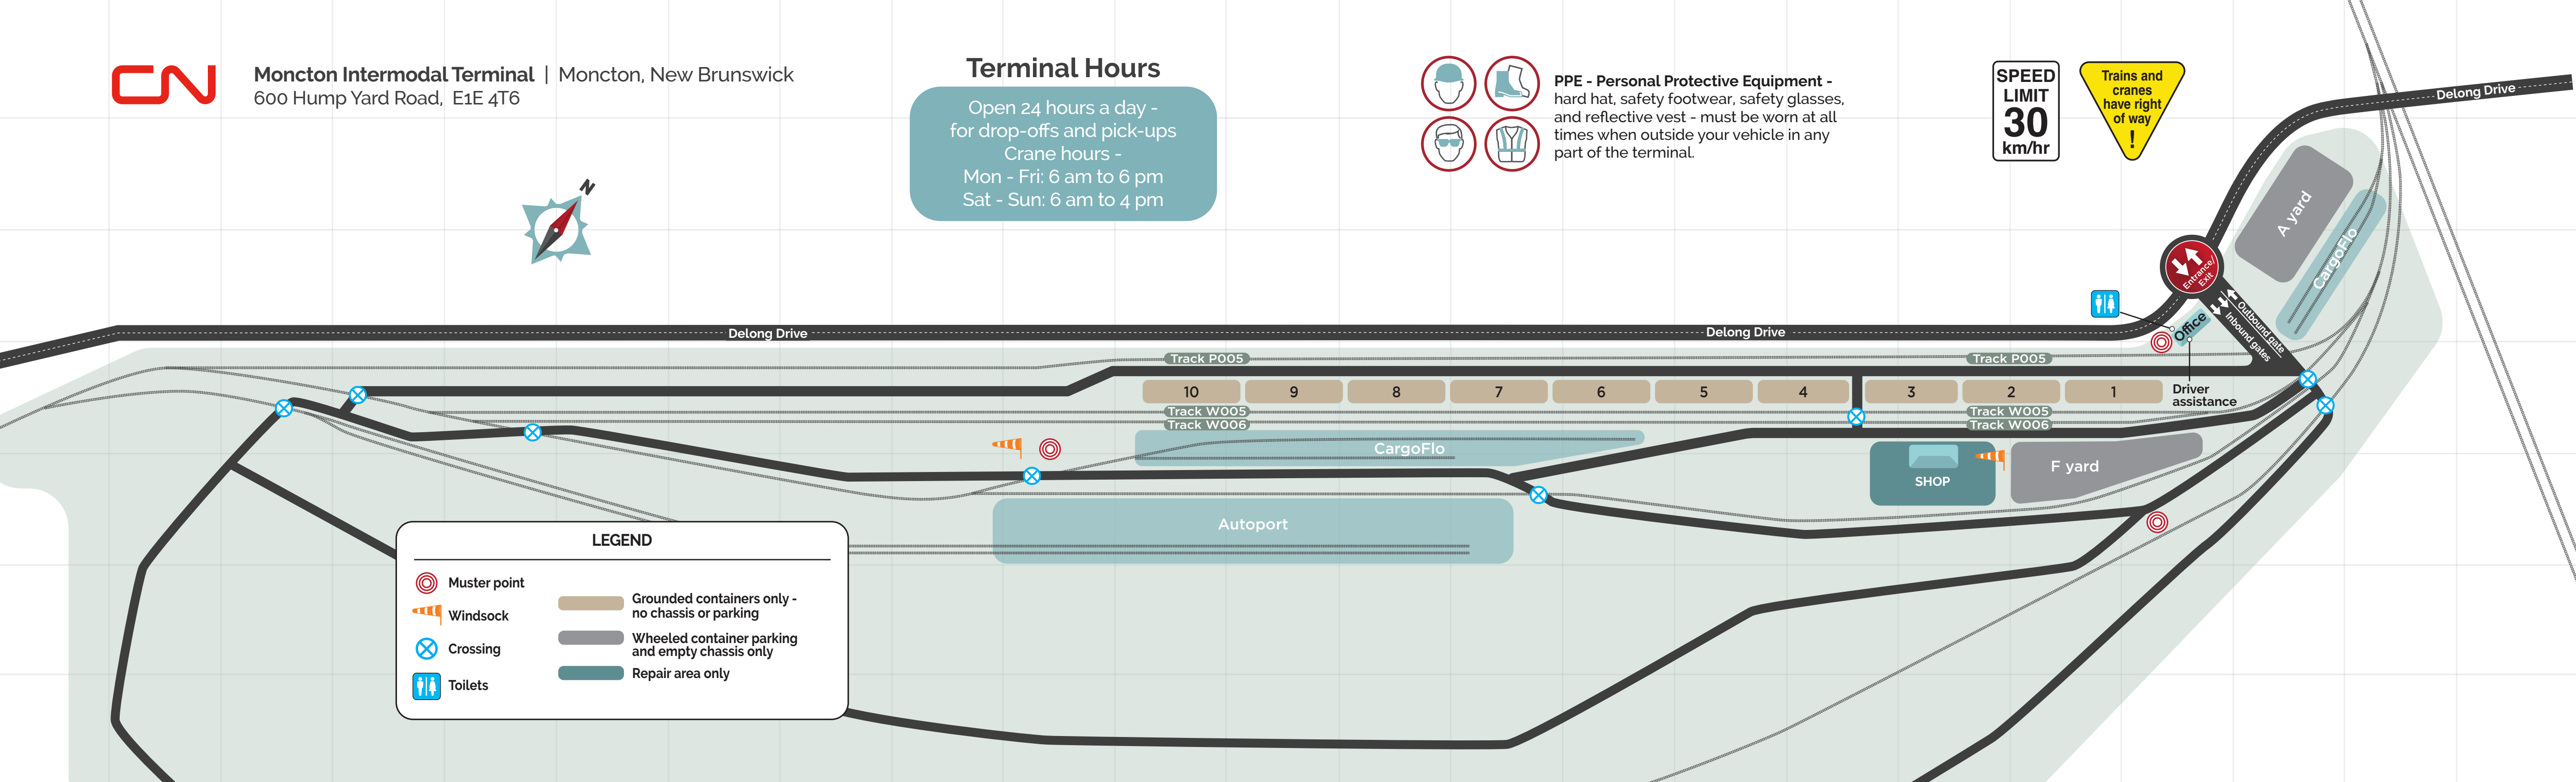 CN
Moncton Intermodal Terminal | Moncton, New Brunswick
600 Hump Yard Road, E1E 4T6
N
Terminal Hours
Open 24 hours a day -
for drop-offs and pick-ups
Crane hours -
Mon - Fri: 6 am to 6 pm
Sat - Sun: 6 am to 4 pm
PPE - Personal Protective Equipment -
hard hat, safety footwear, safety glasses,
and reflective vest - must be worn at all
times when outside your vehicle in any
part of the terminal.
SPEED
LIMIT
30
km/hr
Trains and
cranes
have right
of way
!
Delong Drive
A yard
CargoFlo
Entrance/
Exit
Outbound gate
Inbound gates
Office
Driver
assistance
Delong Drive
Delong Drive
Track P005
Track P005
10
9
8
7
6
5
4
3
2
1
Track W005
Track W005
Track W006
Track W006
CargoFlo
SHOP
F yard
Autoport
LEGEND
Muster point
Windsock
Crossing
Toilets
Grounded containers only -
no chassis or parking
Wheeled container parking
and empty chassis only
Repair area only